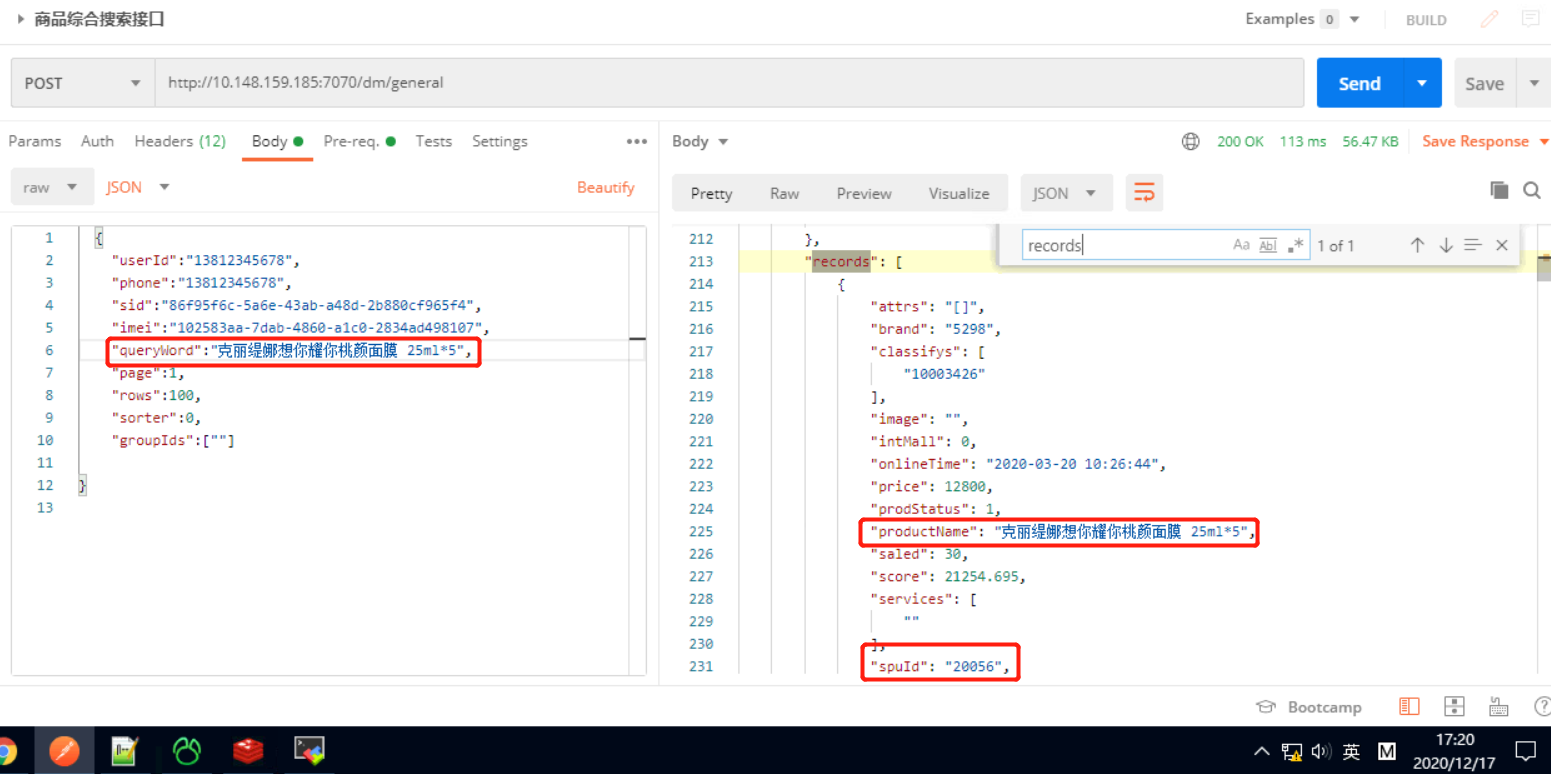 商品综合搜索接口
Examples 0
BUILD
POST
http://10.148.159.185:7070/dm/general
Send
Save
Params Auth Headers (12) Body Pre-req. Tests Settings
raw JSON
Beautify
1 {
2 "userId":"13812345678",
3 "phone":"13812345678",
4 "sid":"86f95f6c-5a6e-43ab-a48d-2b880cf965f4",
5 "imei":"102583aa-7dab-4860-a1c0-2834ad498107",
6 "queryWord":"克丽缇娜想你耀你桃颜面膜 25ml*5",
7 "page":1,
8 "rows":100,
9 "sorter":0,
10 "groupIds":[""]
11
12 }
13
Body
200 OK 113 ms 56.47 KB Save Response
Pretty Raw Preview Visualize JSON
records
Aa Abl .* 1 of 1
212 },
213 "records": [
214 {
215 "attrs": "[]",
216 "brand": "5298",
217 "classifys": [
218 "10003426"
219 ],
220 "image": "",
221 "intMall": 0,
222 "onlineTime": "2020-03-20 10:26:44",
223 "price": 12800,
224 "prodStatus": 1,
225 "productName": "克丽缇娜想你耀你桃颜面膜 25ml*5",
226 "saled": 30,
227 "score": 21254.695,
228 "services": [
229 ""
230 ],
231 "spuId": "20056",
Bootcamp
英
M
17:20
2020/12/17